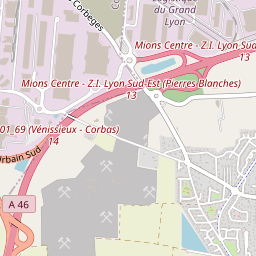 Corbèges
Logistique
du Grand
Lyon
Mions Centre - Z.I. Lyon Sud
13
Mions Centre - Z.I. Lyon Sud-Est (Pierres Blanches)
13
01 69 (Vénissieux - Corbas)
14
Urbain Sud
A 46